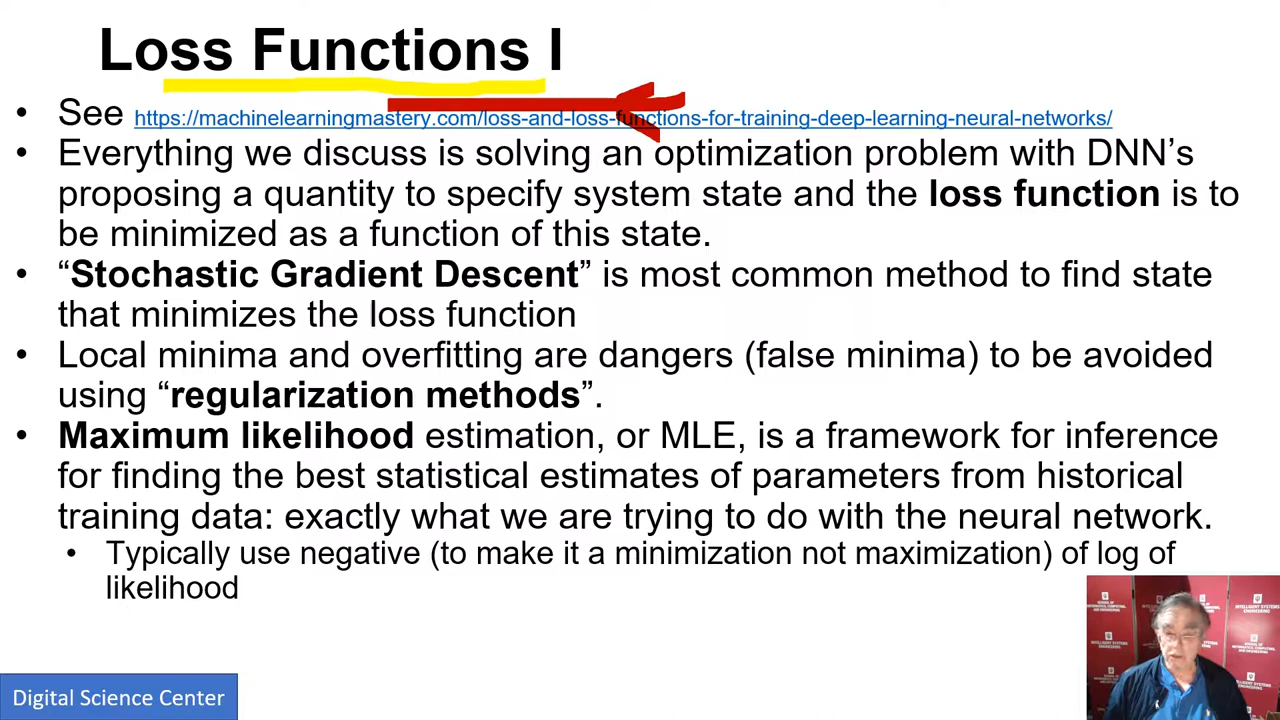 Loss Functions I
• See https://machinelearningmastery.com/loss-and-loss-functions-for-training-deep-learning-neural-networks/
• Everything we discuss is solving an optimization problem with DNN's
proposing a quantity to specify system state and the loss function is to
be minimized as a function of this state.
• “Stochastic Gradient Descent” is most common method to find state
that minimizes the loss function
• Local minima and overfitting are dangers (false minima) to be avoided
using “regularization methods”.
• Maximum likelihood estimation, or MLE, is a framework for inference
for finding the best statistical estimates of parameters from historical
training data: exactly what we are trying to do with the neural network.
• Typically use negative (to make it a minimization not maximization) of log of
likelihood
Digital Science Center
INTELLIGENT SYSTEMS
ENGINEERING